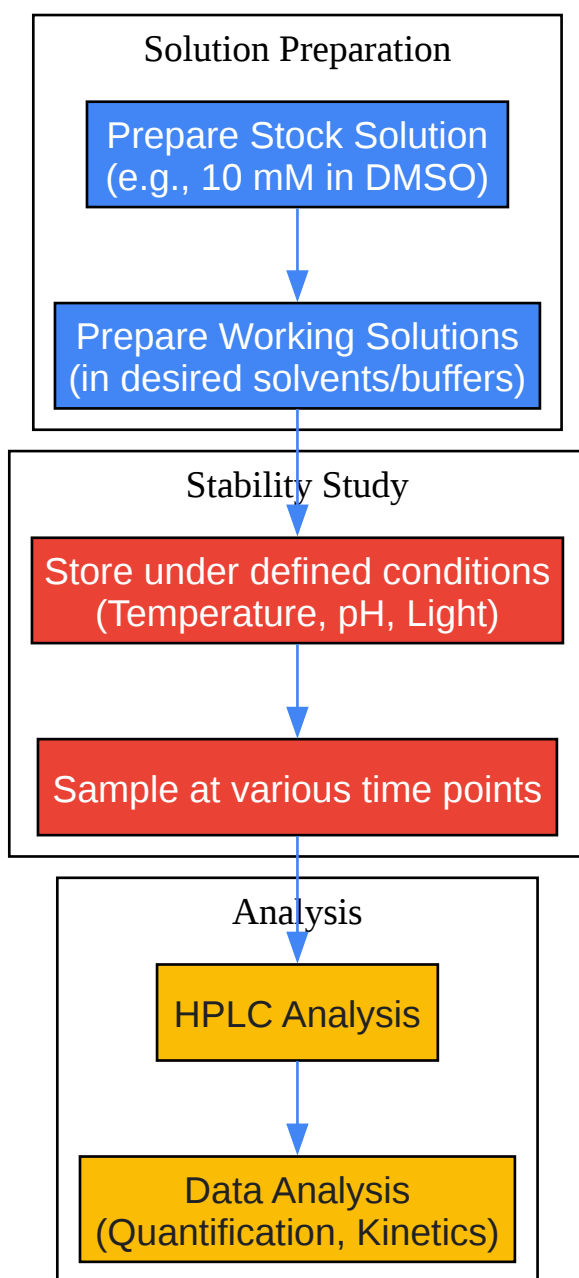 Solution Preparation
Prepare Stock Solution
(e.g., 10 mM in DMSO)
Prepare Working Solutions
(in desired solvents/buffers)
Stability Study
Store under defined conditions
(Temperature, pH, Light)
Sample at various time points
Analysis
HPLC Analysis
Data Analysis
(Quantification, Kinetics)